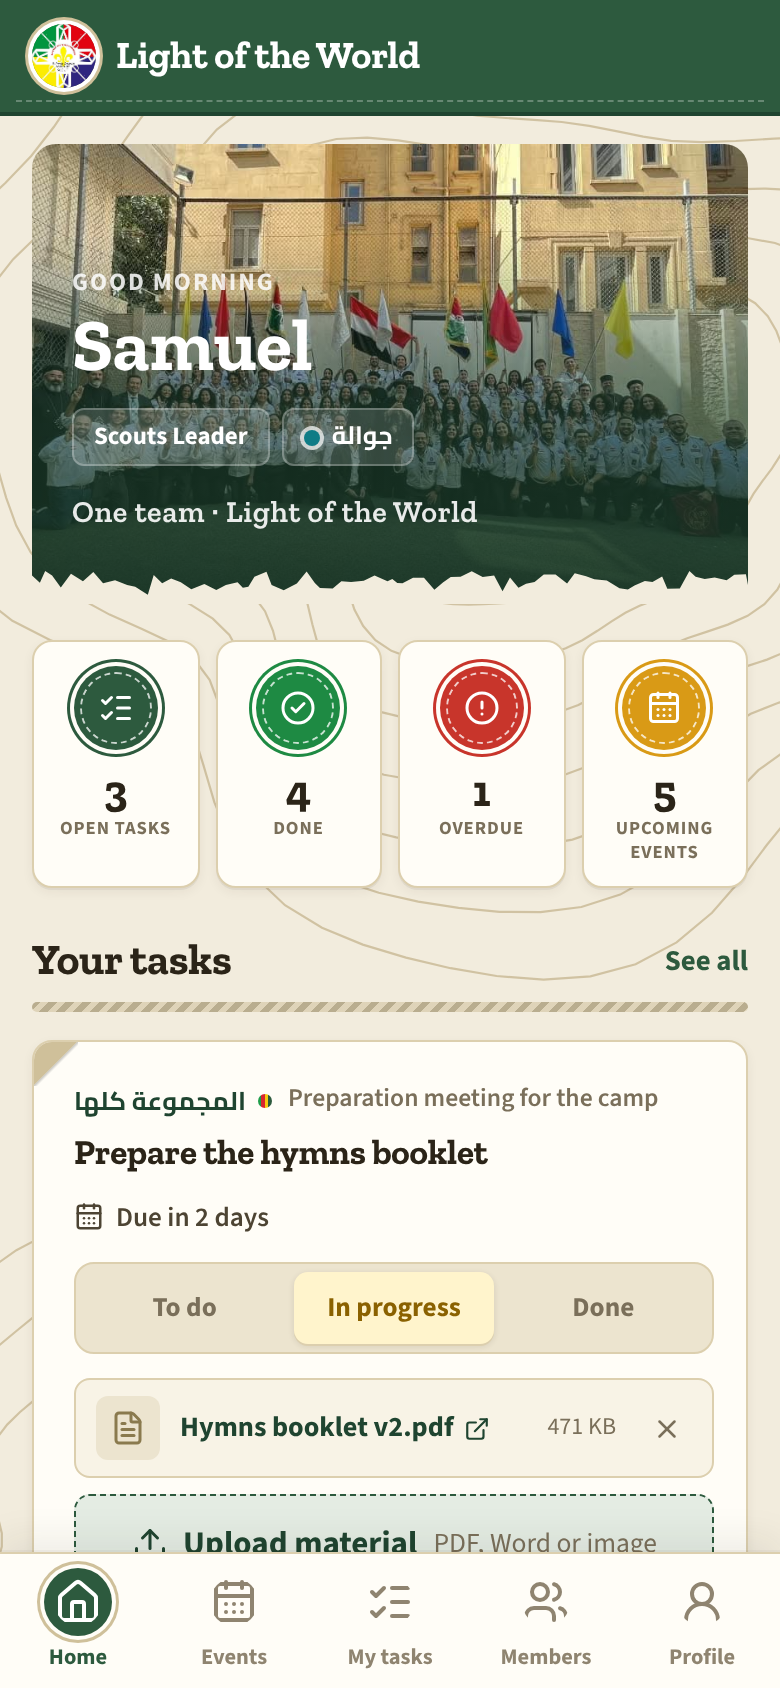 Light of the World
GOOD MORNING
Samuel
Scouts Leader
جوالة
One team · Light of the World
3
OPEN TASKS
4
DONE
1
OVERDUE
5
UPCOMING
EVENTS
Your tasks
See all
المجموعة كلها
Preparation meeting for the camp
Prepare the hymns booklet
Due in 2 days
To do
In progress
Done
Hymns booklet v2.pdf
471 KB
Upload material PDF, Word or image
Home
Events
My tasks
Members
Profile